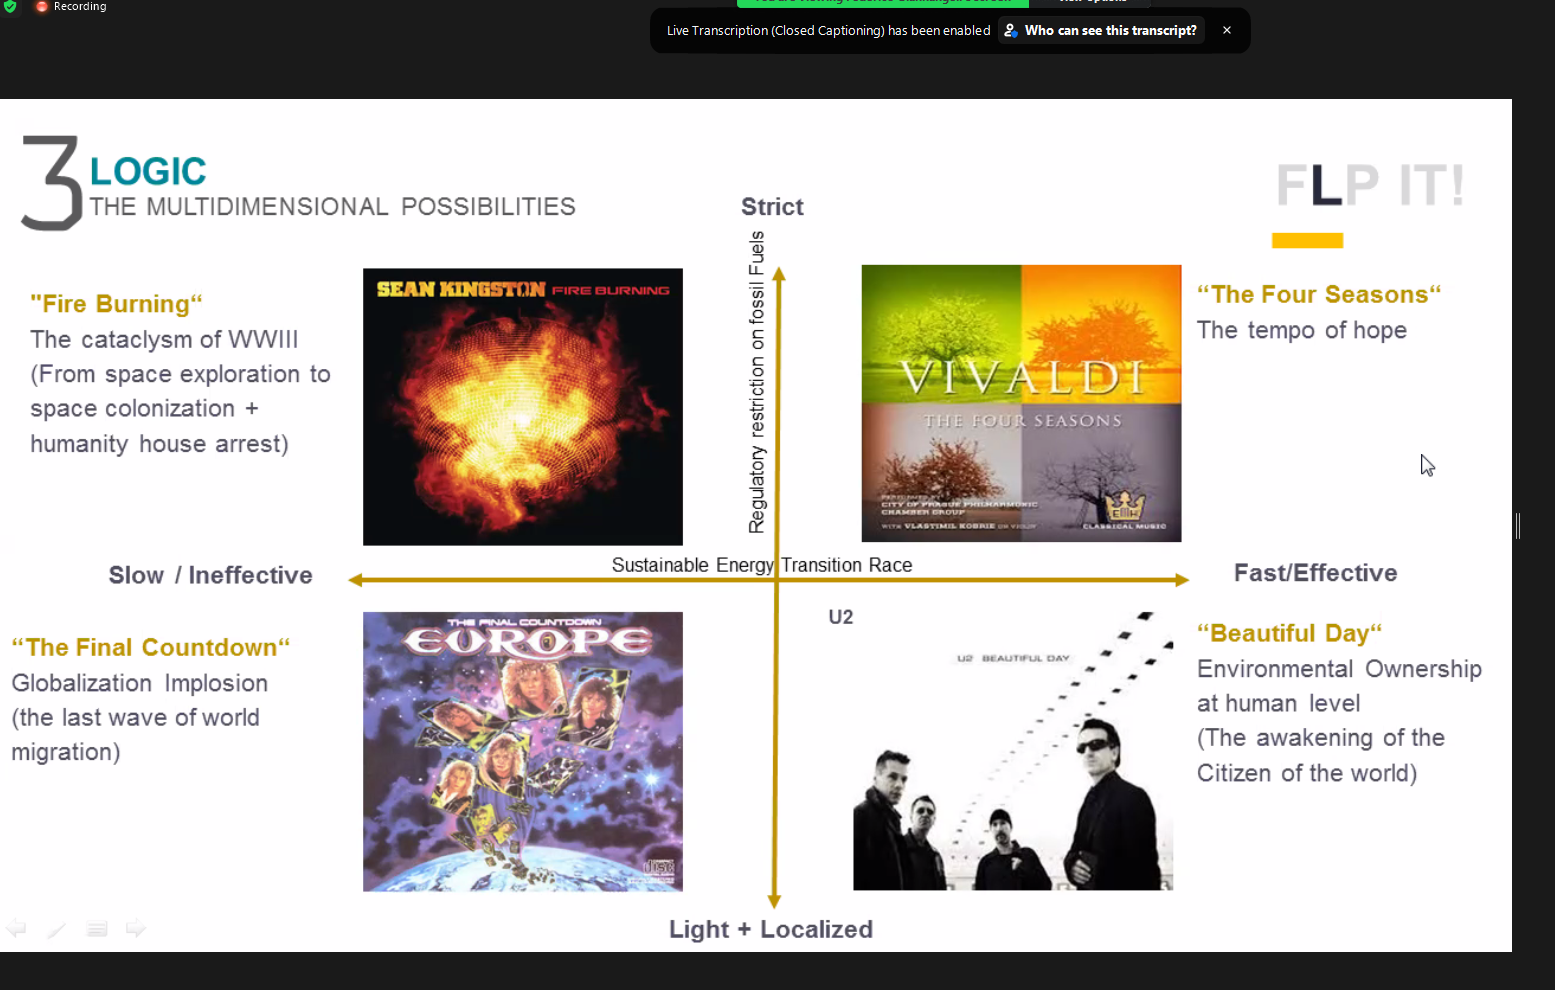 Recording
Live Transcription (Closed Captioning) has been enabled
Who can see this transcript?
3
LOGIC
THE MULTIDIMENSIONAL POSSIBILITIES
FLP IT!
Strict
Regulatory restriction on fossil Fuels
"Fire Burning“
The cataclysm of WWIII
(From space exploration to
space colonization +
humanity house arrest)
SEAN KINGSTON FIRE BURNING
VIVALDI
THE FOUR SEASONS
PERFORMED BY
CITY OF PRAGUE PHILHARMONIC
CHAMBER GROUP
WITH VLASTIMIL KOBRLE ON VIOLIN
CLASSICAL MUSIC
“The Four Seasons“
The tempo of hope
Sustainable Energy Transition Race
Slow / Ineffective
Fast/Effective
“The Final Countdown“
Globalization Implosion
(the last wave of world
migration)
THE FINAL COUNTDOWN
EUROPE
U2
U2 BEAUTIFUL DAY
“Beautiful Day“
Environmental Ownership
at human level
(The awakening of the
Citizen of the world)
Light + Localized